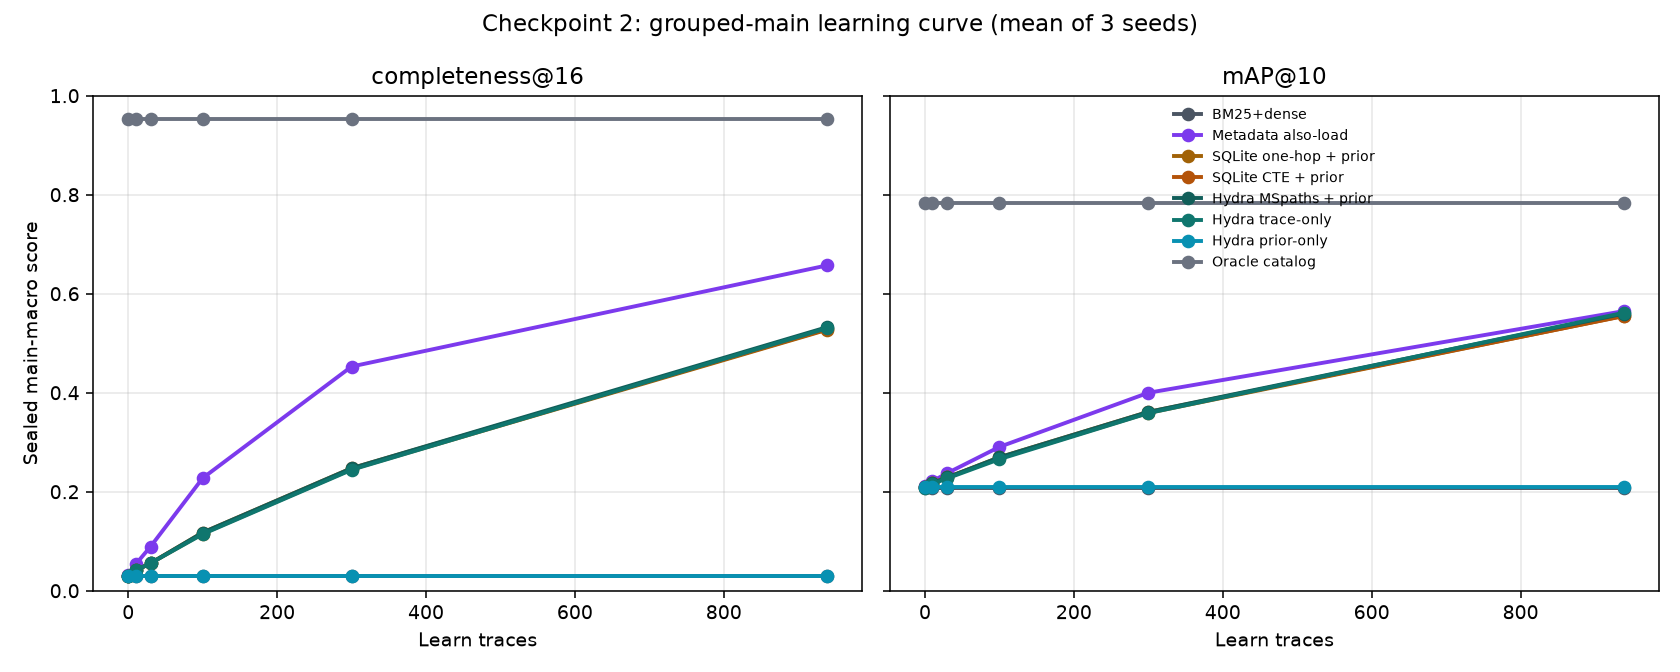 Checkpoint 2: grouped-main learning curve (mean of 3 seeds)
completeness@16
mAP@10
Sealed main-macro score
1.0
0.8
0.6
0.4
0.2
0.0
0 200 400 600 800
Learn traces
BM25+dense
Metadata also-load
SQLite one-hop + prior
SQLite CTE + prior
Hydra MSpaths + prior
Hydra trace-only
Hydra prior-only
Oracle catalog
0 200 400 600 800
Learn traces